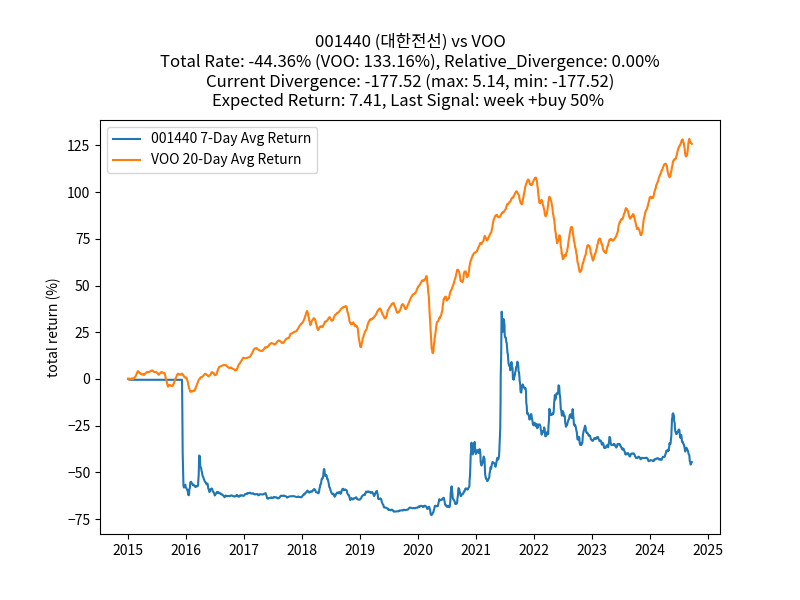 001440 (대한전선) vs VOO
Total Rate: -44.36% (VOO: 133.16%), Relative_Divergence: 0.00%
Current Divergence: -177.52 (max: 5.14, min: -177.52)
Expected Return: 7.41, Last Signal: week +buy 50%
001440 7-Day Avg Return
VOO 20-Day Avg Return
total return (%)
125
100
75
50
25
0
−25
−50
−75
2015 2016 2017 2018 2019 2020 2021 2022 2023 2024 2025